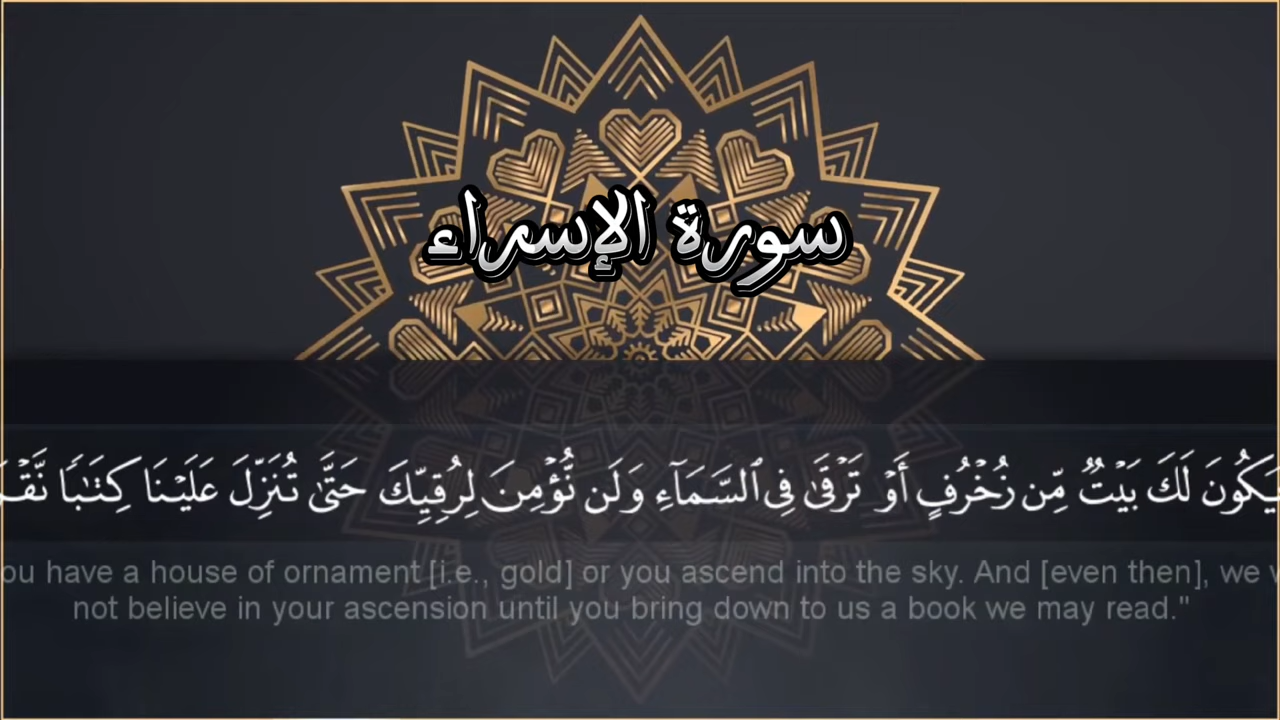 سورة الإسراء
يَكُونَ لَكَ بَيْتٌ مِّن زُخْرُفٍ أَوْ تَرْقَىٰ فِى ٱلسَّمَآءِ وَلَن نُّؤْمِنَ لِرُقِيِّكَ حَتَّىٰ تُنَزِّلَ عَلَيْنَا كِتَـٰبًا
ou have a house of ornament [i.e., gold] or you ascend into the sky. And [even then], we
not believe in your ascension until you bring down to us a book we may read."